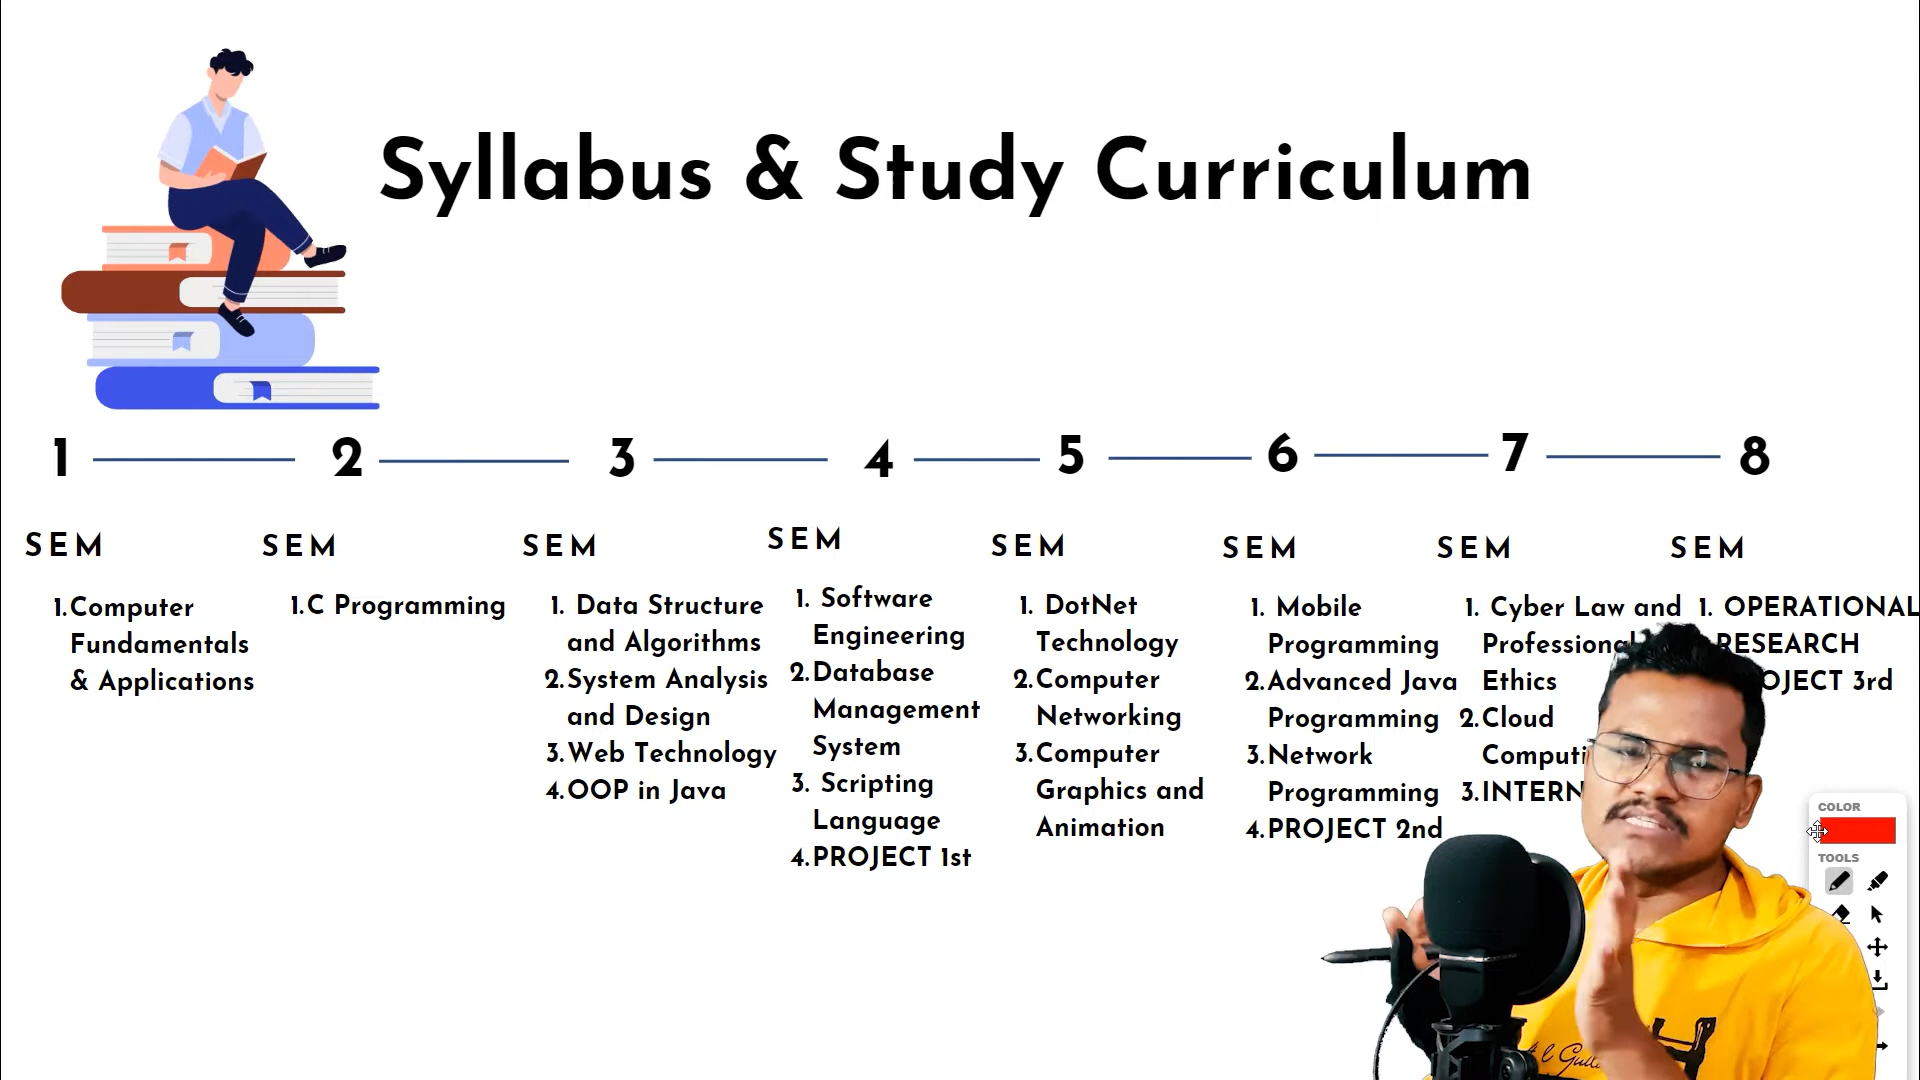 Syllabus & Study Curriculum
1
2
3
4
5
6
7
8
SEM
1.Computer
Fundamentals
& Applications
SEM
1.C Programming
SEM
1. Data Structure
and Algorithms
2.System Analysis
and Design
3.Web Technology
4.OOP in Java
SEM
1. Software
Engineering
2.Database
Management
System
3. Scripting
Language
4.PROJECT 1st
SEM
1. DotNet
Technology
2.Computer
Networking
3.Computer
Graphics and
Animation
SEM
1. Mobile
Programming
2.Advanced Java
Programming
3.Network
Programming
4.PROJECT 2nd
SEM
1. Cyber Law and
Professional
Ethics
2.Cloud
3.INTERN
SEM
1. OPERATIONAL
RESEARCH
3rd
COLOR
TOOLS